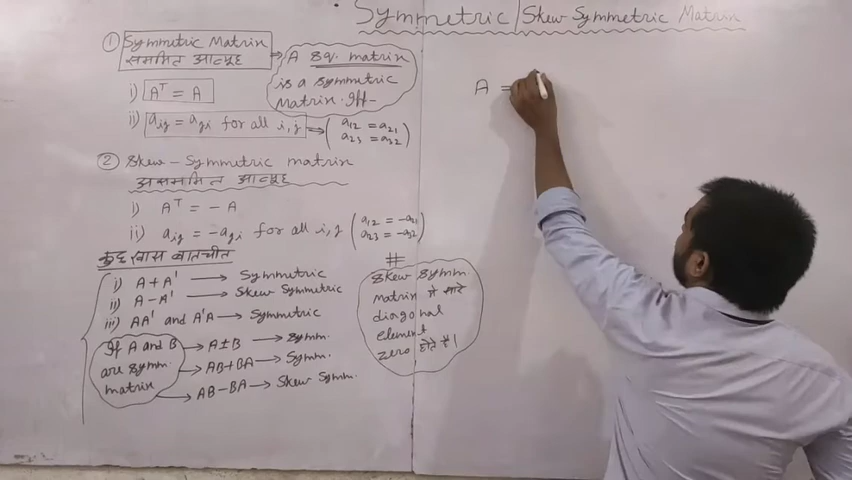 Symmetric / Skew Symmetric Matrix
① Symmetric Matrix
सममित आव्यूह
i) Aᵀ = A
ii) aij = aji for all i, j ⇒ (a12 = a21
a23 = a32)
A sq. matrix
is a symmetric
Matrix. Iff-
② Skew - Symmetric matrix
असममित आव्यूह
i) Aᵀ = - A
ii) aij = -aji for all i, j (a12 = -a21
a23 = -a32)
कुछ खास बातचीत
i) A + A' → Symmetric
ii) A - A' → Skew Symmetric
iii) AA' and A'A → Symmetric
If A and B
are symm.
matrix
→ A ± B → symm.
→ AB + BA → Symm.
→ AB - BA → Skew Symm.
#
Skew symm.
matrix में सारे
diagonal
element
zero होते हैं।
A =